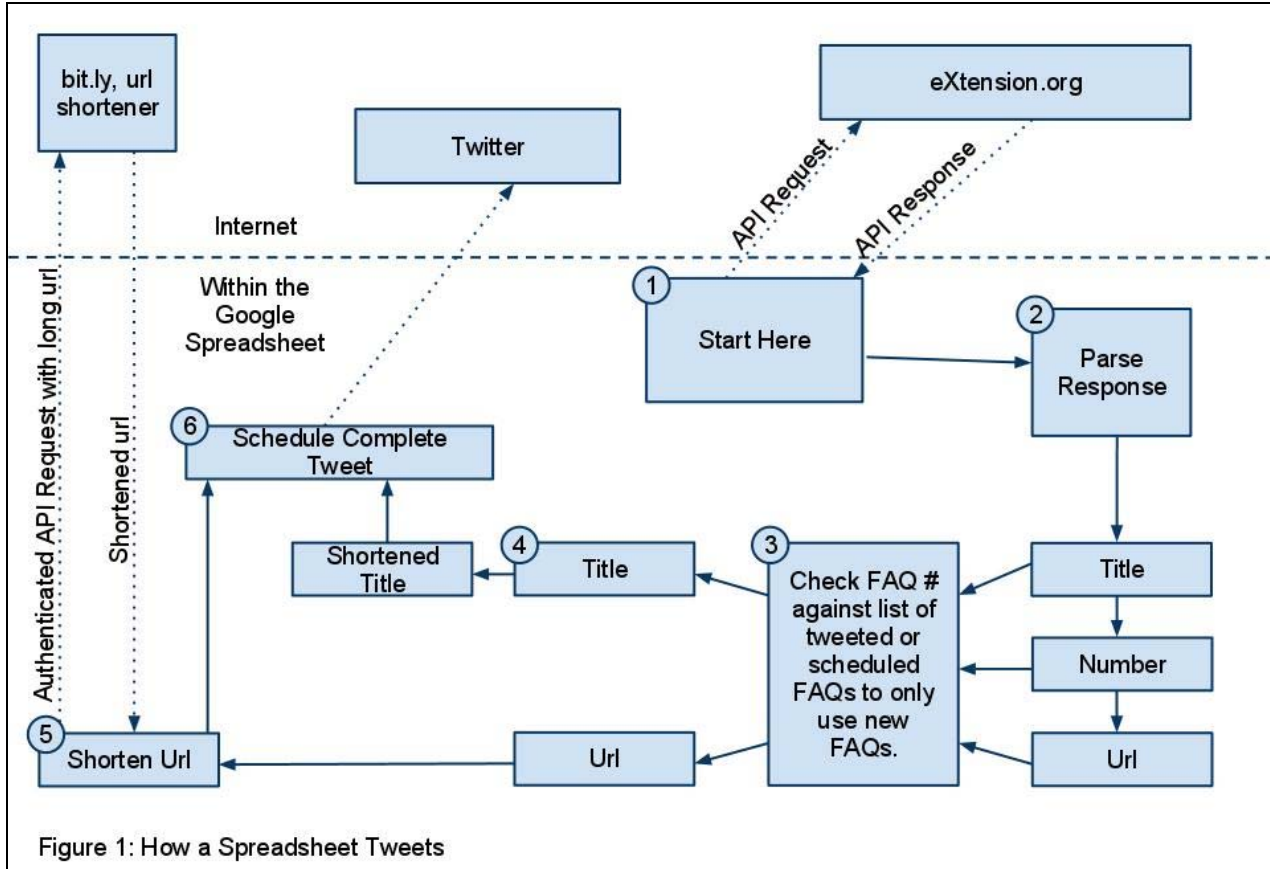 bit.ly, url
shortener
Twitter
eXtension.org
API Request
API Response
Internet
Within the
Google
Spreadsheet
Authenticated API Request with long url
Shortened url
1
Start Here
2
Parse
Response
6
Schedule Complete
Tweet
Shortened
Title
4
Title
3
Check FAQ #
against list of
tweeted or
scheduled
FAQs to only
use new
FAQs.
Title
Number
Url
5
Shorten Url
Url
Figure 1: How a Spreadsheet Tweets